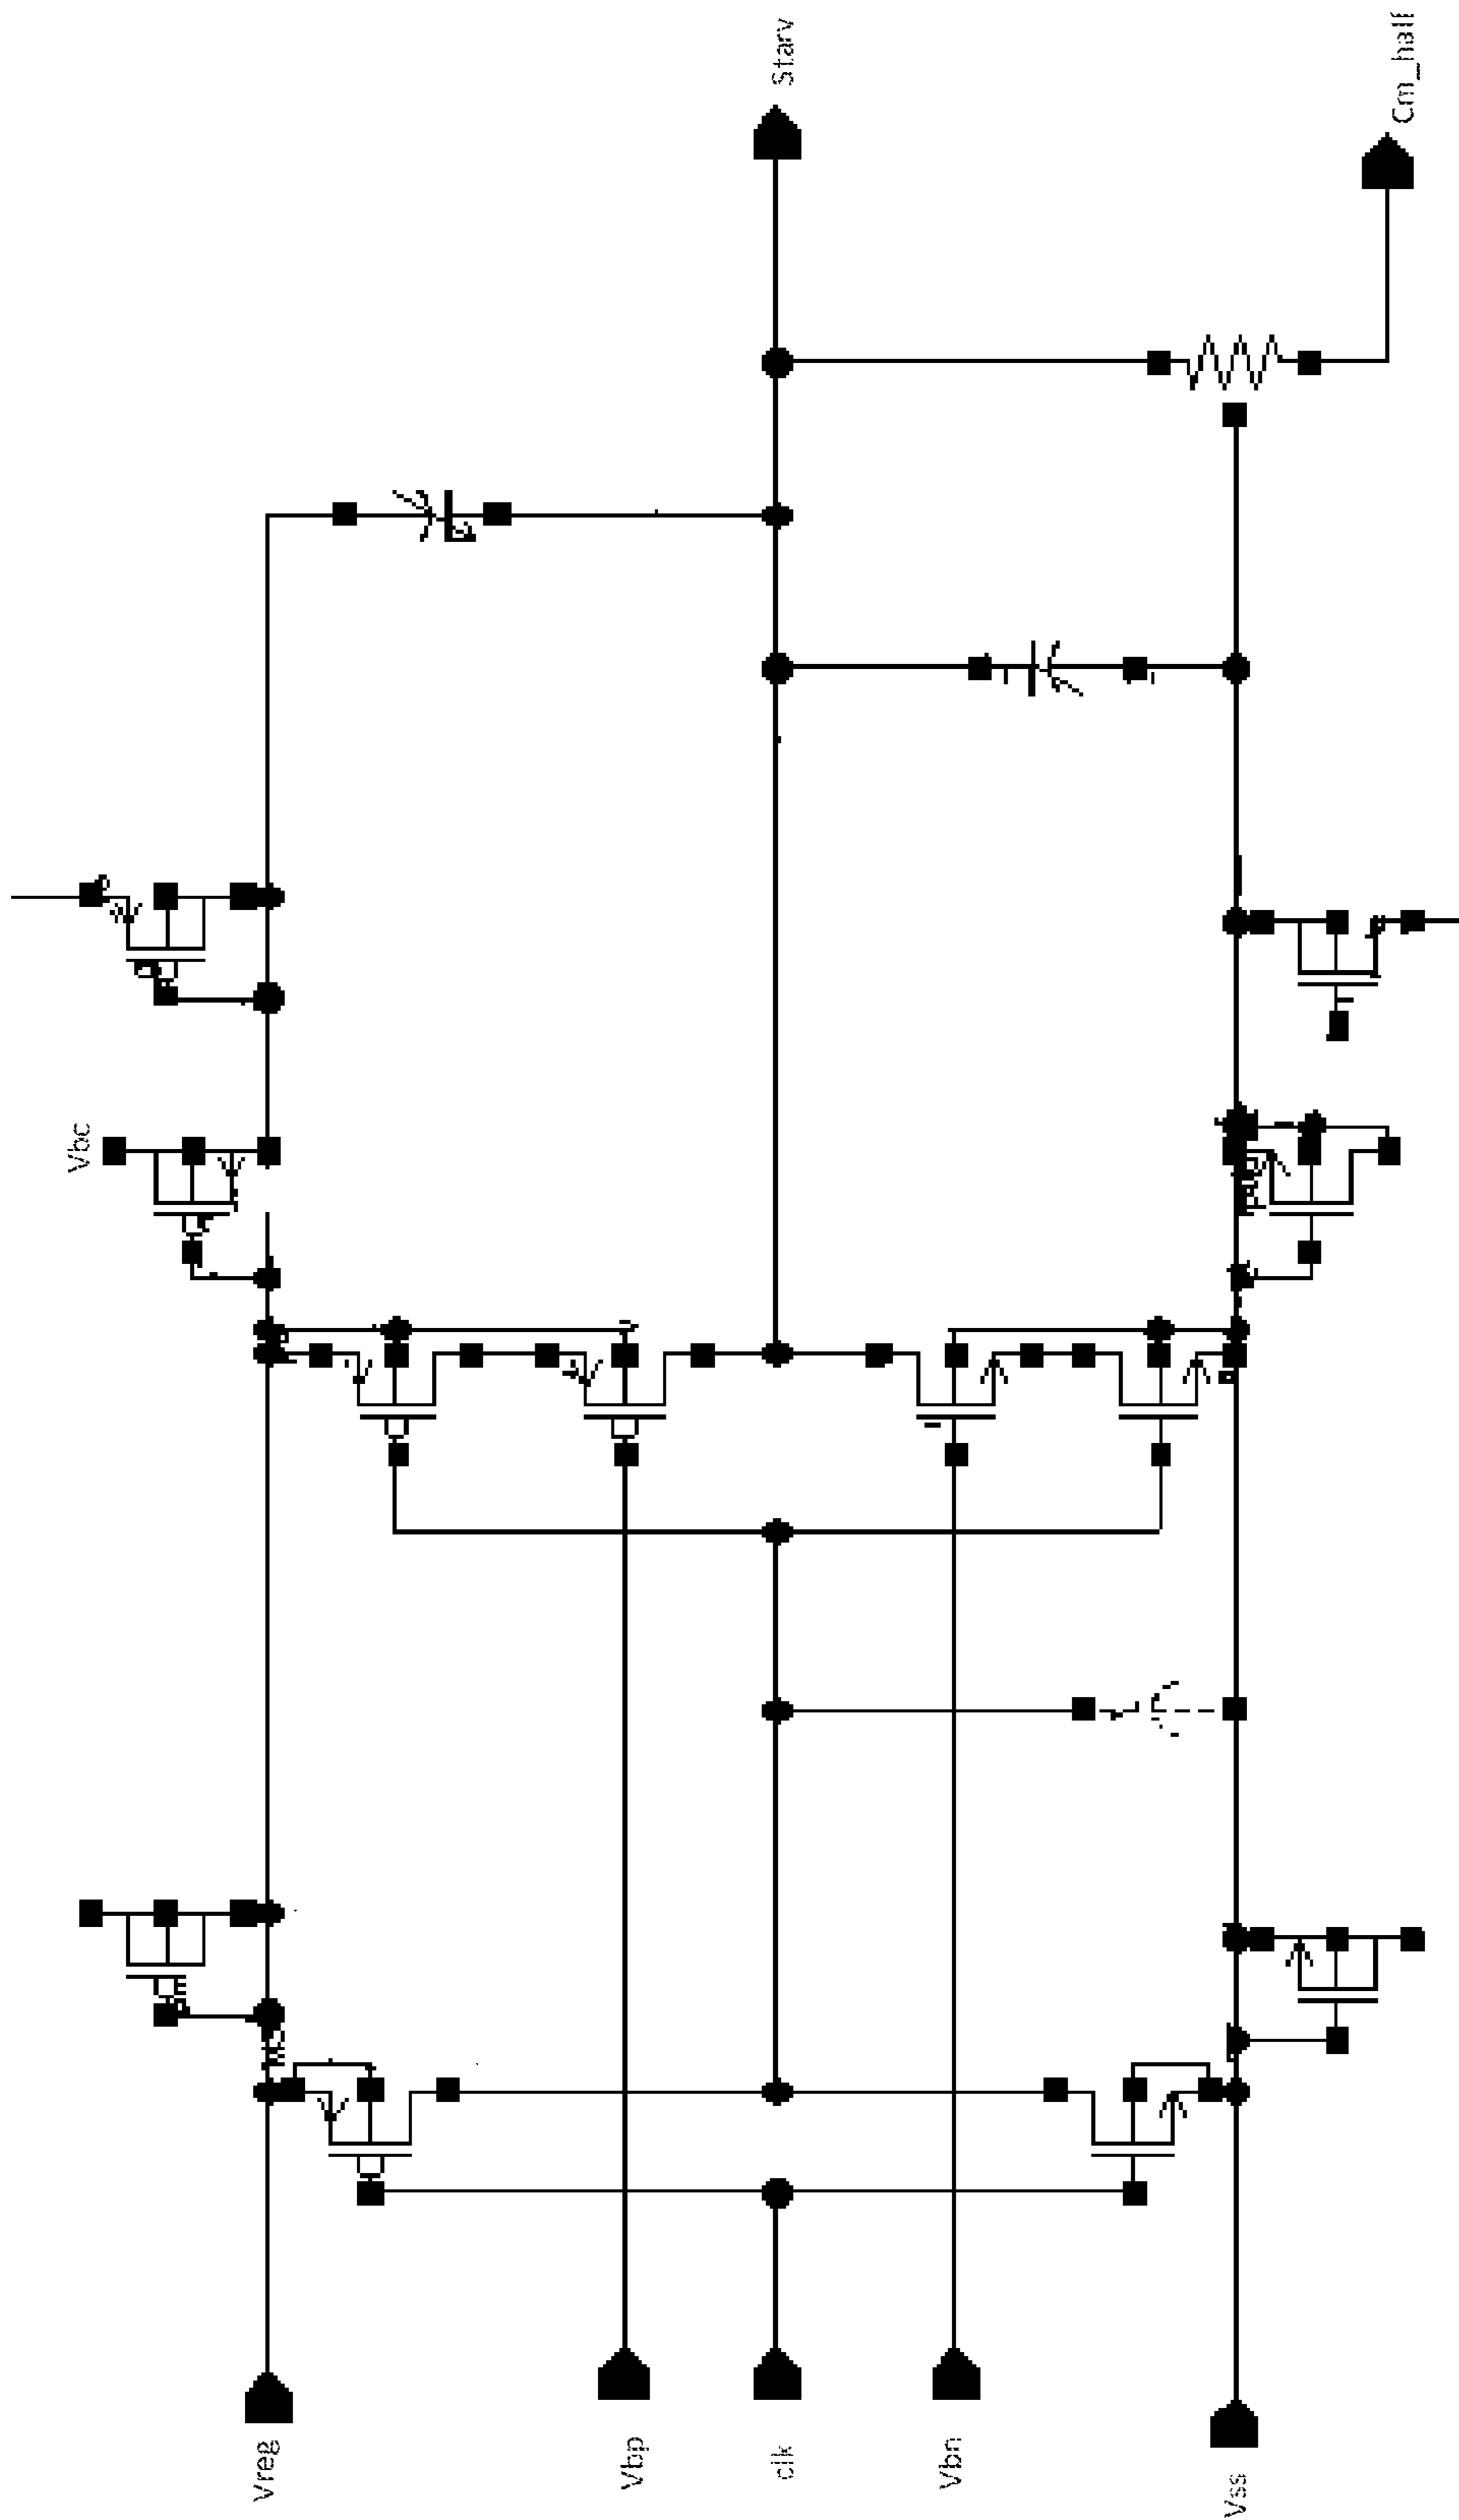 Starv
Cm_half
Vbc
Vreg
Vbp
clk
Vbn
Vss